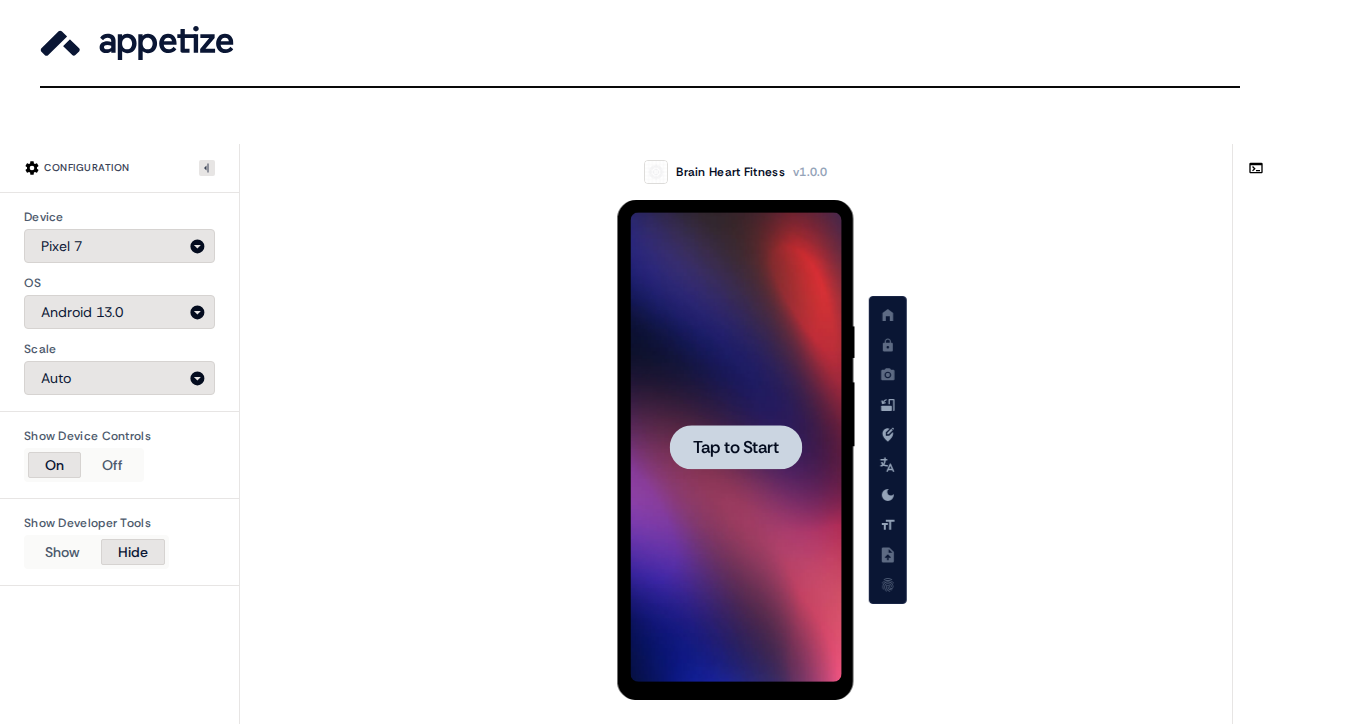 appetize
CONFIGURATION
Device
Pixel 7
OS
Android 13.0
Scale
Auto
Show Device Controls
On Off
Show Developer Tools
Show Hide
Brain Heart Fitness v1.0.0
Tap to Start